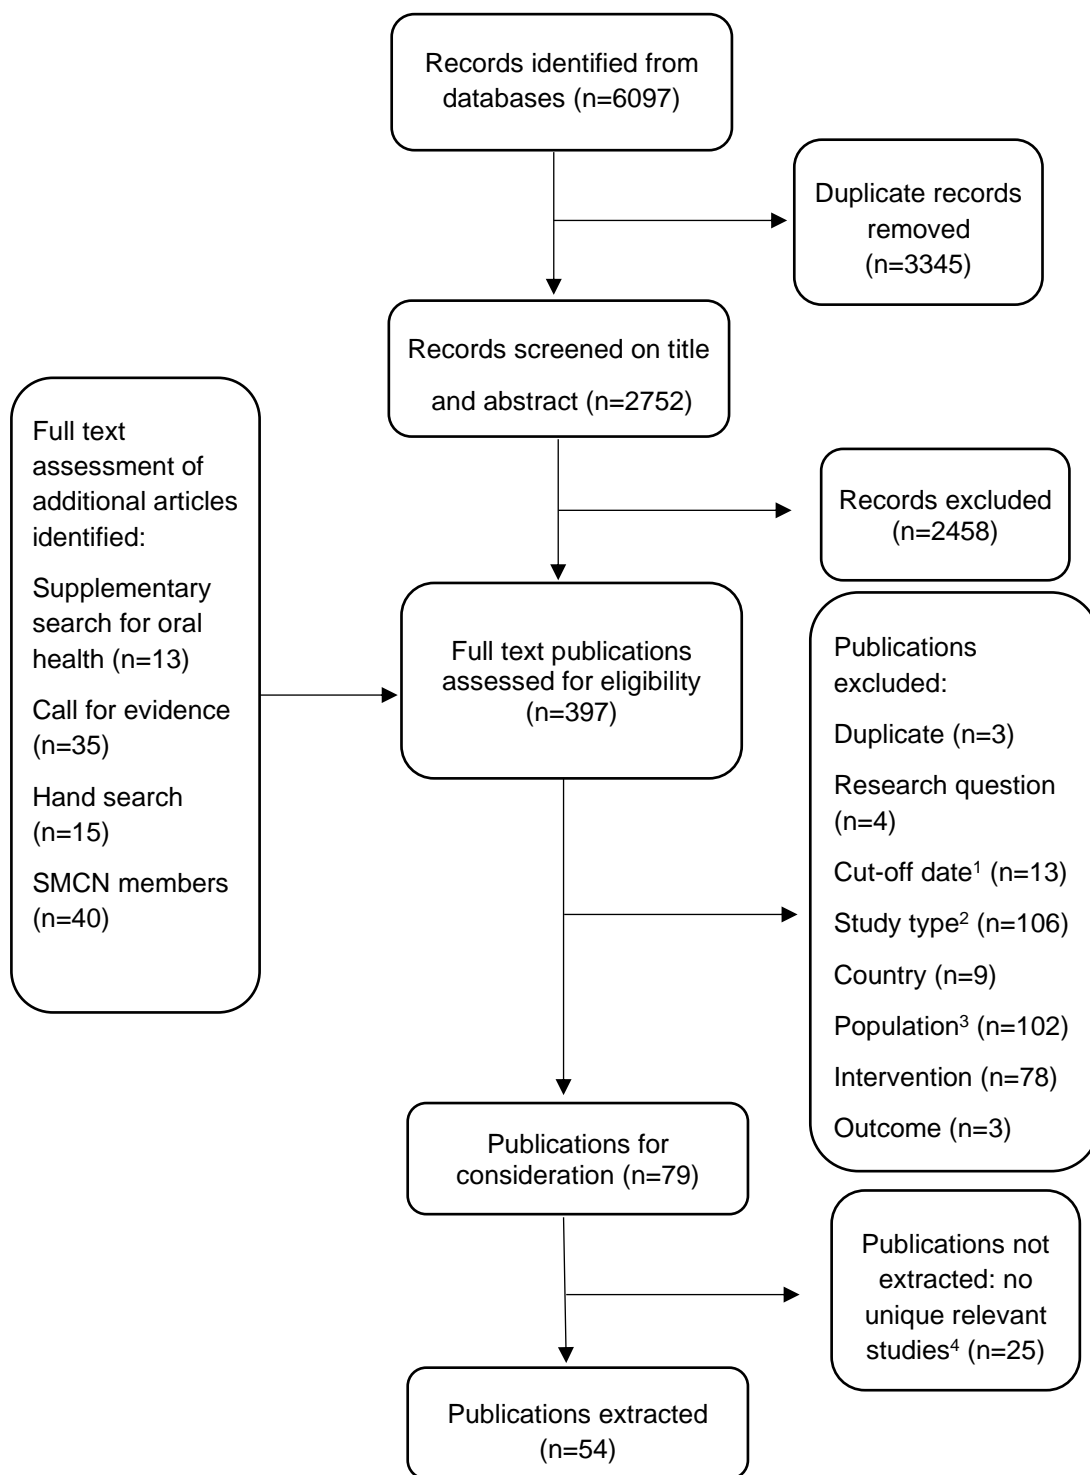 Records identified from
databases (n=6097)
Duplicate records
removed
(n=3345)
Records screened on title
and abstract (n=2752)
Records excluded
(n=2458)
Full text
assessment of
additional articles
identified:
Supplementary
search for oral
health (n=13)
Call for evidence
(n=35)
Hand search
(n=15)
SMCN members
(n=40)
Full text publications
assessed for eligibility
(n=397)
Publications
excluded:
Duplicate (n=3)
Research question
(n=4)
Cut-off date¹ (n=13)
Study type² (n=106)
Country (n=9)
Population³ (n=102)
Intervention (n=78)
Outcome (n=3)
Publications for
consideration (n=79)
Publications not
extracted: no
unique relevant
studies⁴ (n=25)
Publications extracted
(n=54)